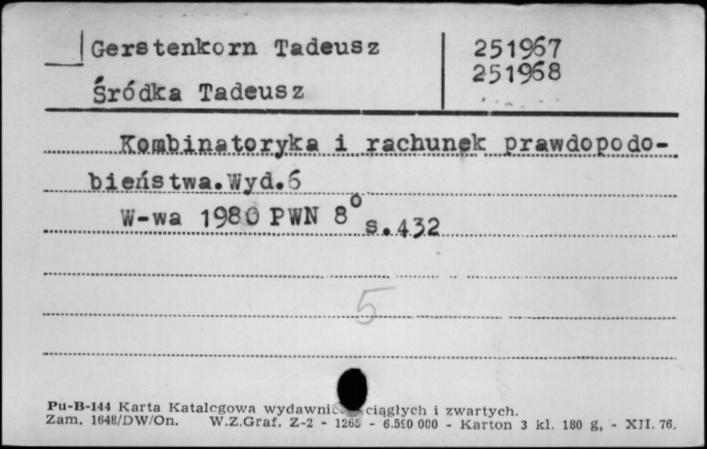 Gerstenkorn Tadeusz 251967
Śródka Tadeusz 251968
Kombinatoryka i rachunek prawdopodo-
bieństwa.Wyd.6
W-wa 1980 PWN 8° s.432
5
Pu-B-144 Karta Katalogowa ciągłych i zwartych.
Zam. 1648/DW/On. W.Z.Graf. Z-2 - 1265 - 6.590 000 - Karton 3 kl. 180 g, - XII. 76.